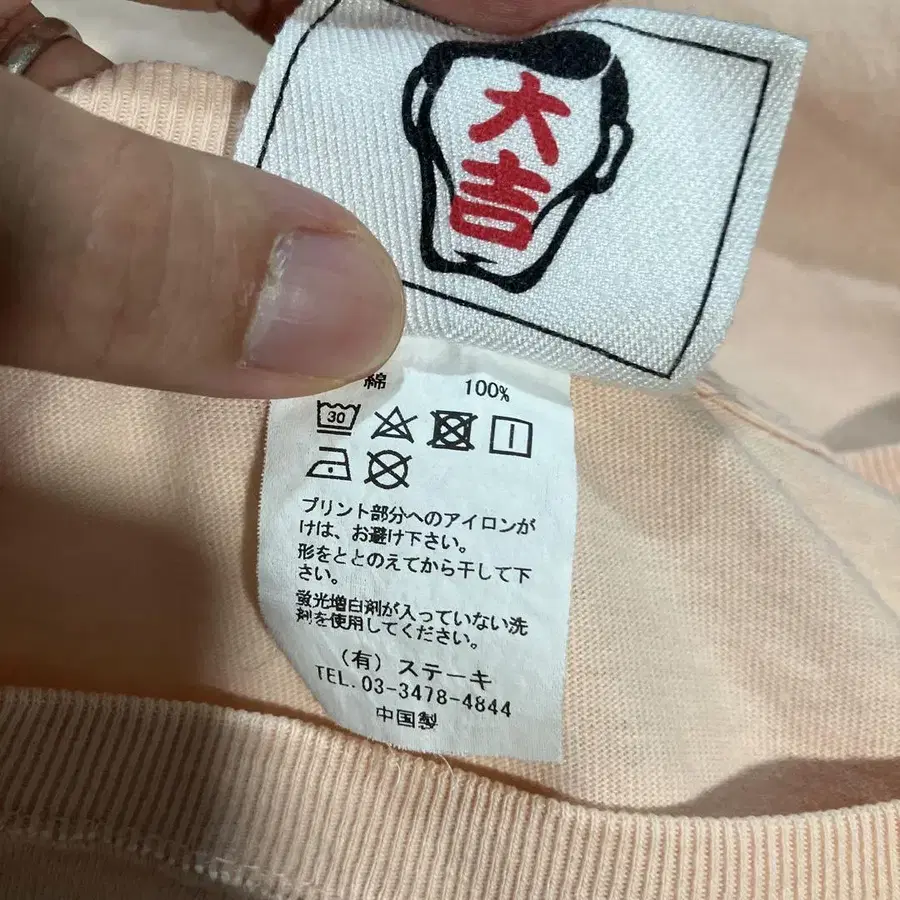 大
吉
綿 100%
30
プリント部分へのアイロンが
けは、お避け下さい。
形をととのえてから干して下
さい。
蛍光増白剤が入っていない洗
剤を使用してください。
(有) ステーキ
TEL.03-3478-4844
中国製